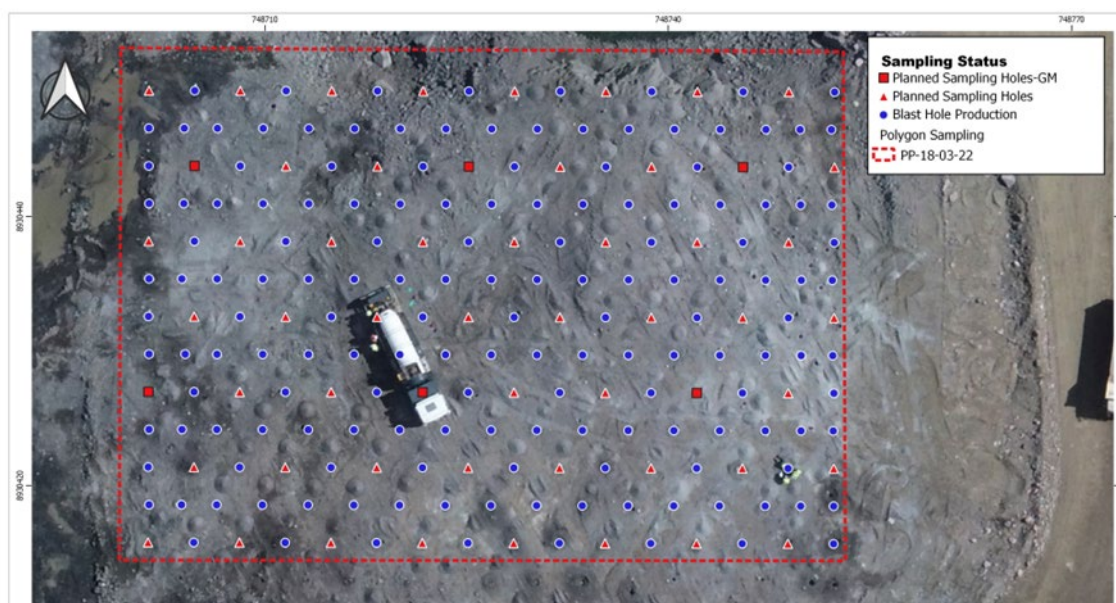 748710 748740 748770
Sampling Status
Planned Sampling Holes-GM
Planned Sampling Holes
Blast Hole Production
Polygon Sampling
PP-18-03-22
8930440
8930420